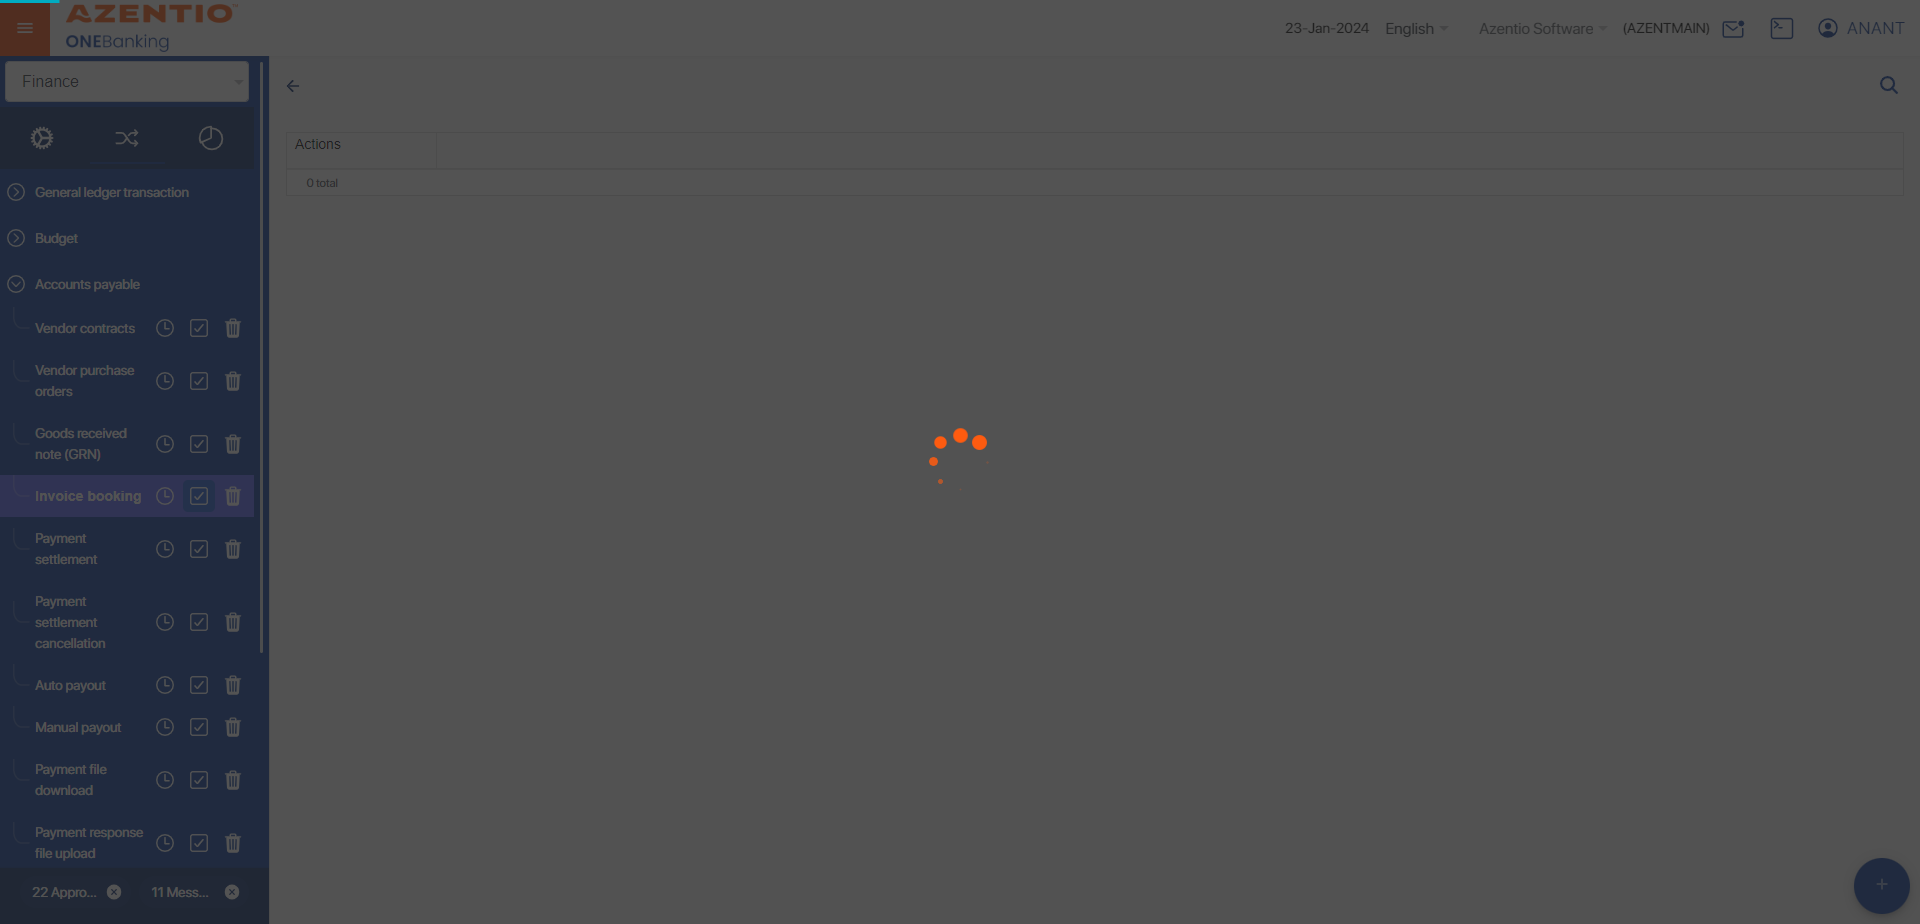 AZENTIO
ONEBanking
23-Jan-2024 English Azentio Software (AZENTMAIN) ANANT
Finance
Actions
0 total
General ledger transaction
Budget
Accounts payable
Vendor contracts
Vendor purchase
orders
Goods received
note (GRN)
Invoice booking
Payment
settlement
Payment
settlement
cancellation
Auto payout
Manual payout
Payment file
download
Payment response
file upload
22 Appro... 11 Mess...